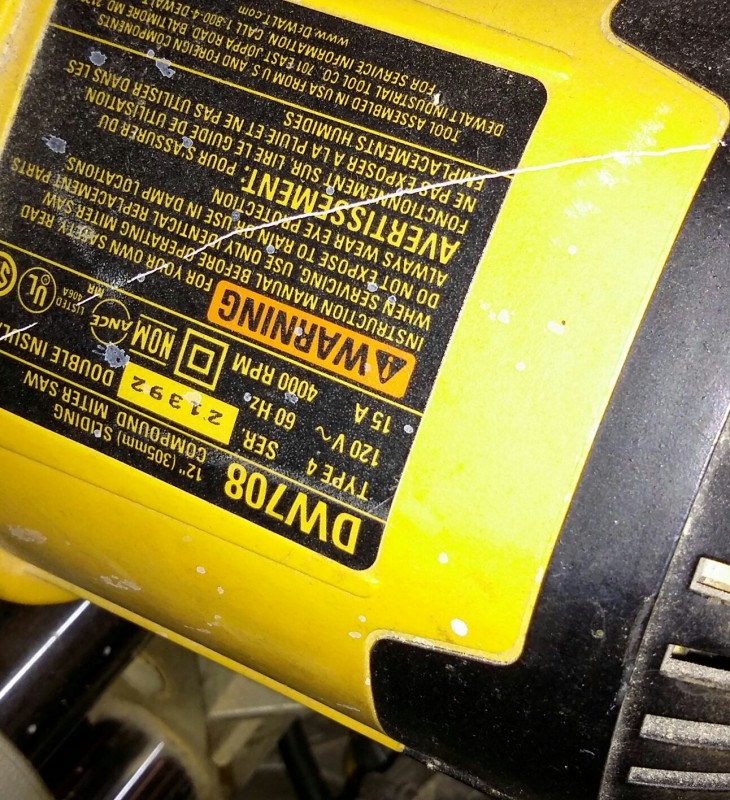 DW708
12" (305mm) SLIDING
COMPOUND MITER SAW
TYPE 4 SER. 21392 DOUBLE INSUL
120 V~ 60 Hz
15 A 4000 RPM
NOM ANCE
UL LISTED
MR 406A
WARNING FOR YOUR OWN SAFETY READ
INSTRUCTION MANUAL BEFORE OPERATING MITER SAW
WHEN SERVICING, USE ONLY IDENTICAL REPLACEMENT PARTS
DO NOT EXPOSE TO RAIN OR USE IN DAMP LOCATIONS
ALWAYS WEAR EYE PROTECTION.
AVERTISSEMENT. POUR S'ASSURER DU
FONCTIONNEMENT SUR, LIRE LE GUIDE DE UTILISATION.
NE PAS EXPOSER A LA PLUIE ET NE PAS UTILISER DANS LES
EMPLACEMENTS HUMIDES
TOOL ASSEMBLED IN USA FROM U.S. AND FOREIGN COMPONENTS
DEWALT INDUSTRIAL TOOL CO. 701 EAST JOPPA ROAD, BALTIMORE MD
FOR SERVICE INFORMATION, CALL 1-800-4-DEWALT
www.DEWALT.com